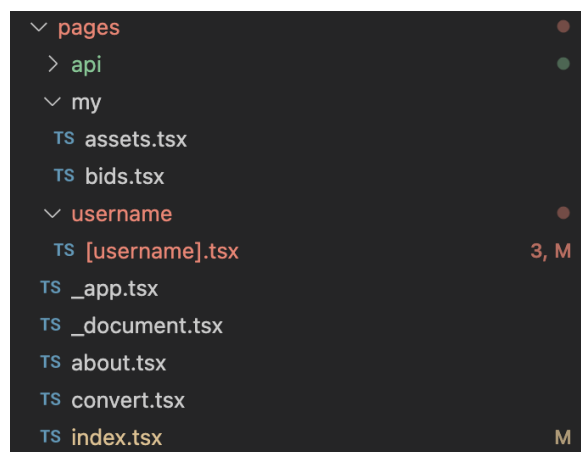 pages
api
my
TS assets.tsx
TS bids.tsx
username
TS [username].tsx 3, M
TS _app.tsx
TS _document.tsx
TS about.tsx
TS convert.tsx
TS index.tsx M